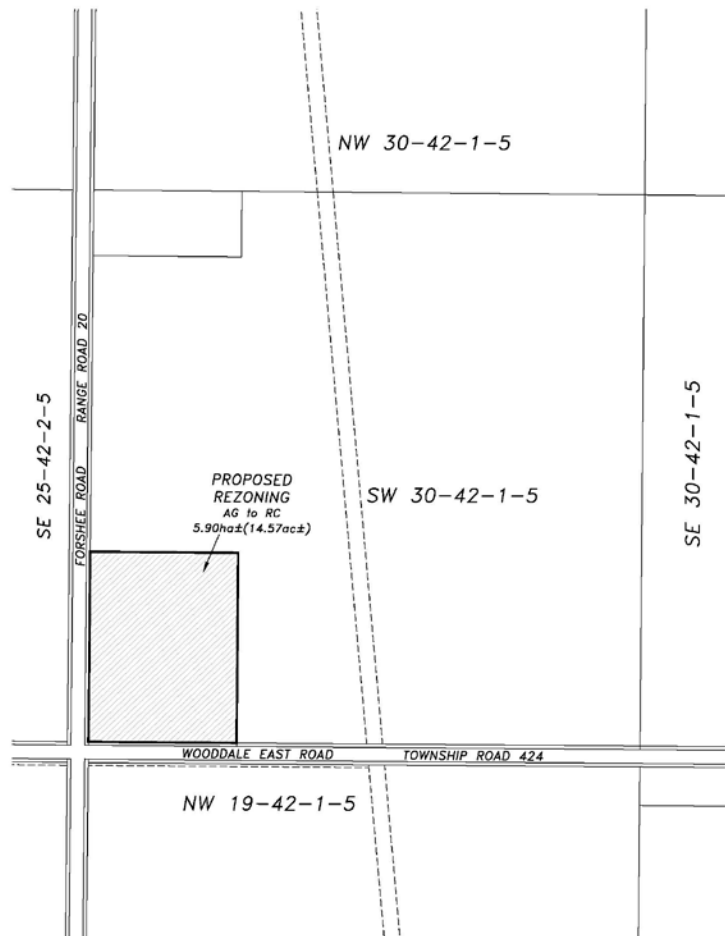 NW 30-42-1-5
SE 25-42-2-5
FORSHEE ROAD RANGE ROAD 20
PROPOSED
REZONING
AG to RC
5.90ha±(14.57ac±)
SW 30-42-1-5
SE 30-42-1-5
WOODDALE EAST ROAD TOWNSHIP ROAD 424
NW 19-42-1-5